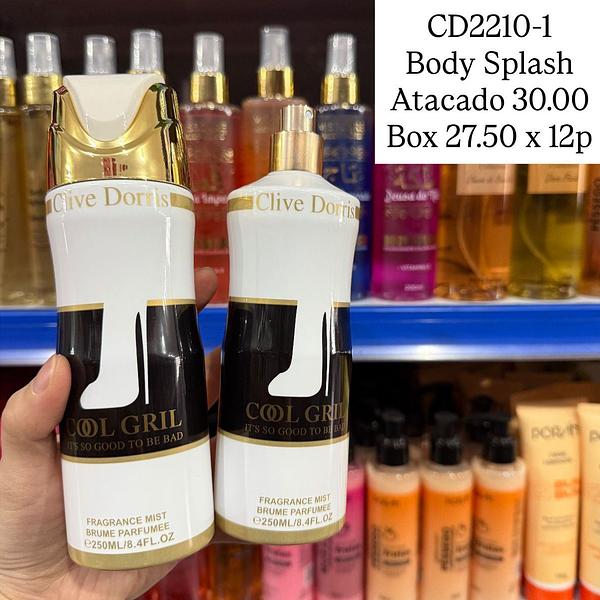 CD2210-1
Body Splash
Atacado 30.00
Box 27.50 x 12p
Clive Dorris
COOL GRIL
IT'S SO GOOD TO BE BAD
FRAGRANCE MIST
BRUME PARFUMEE
℮250ML/8.4FL.OZ
Clive Dorris
COOL GRIL
IT'S SO GOOD TO BE BAD
FRAGRANCE MIST
BRUME PARFUMEE
℮250ML/8.4FL.OZ